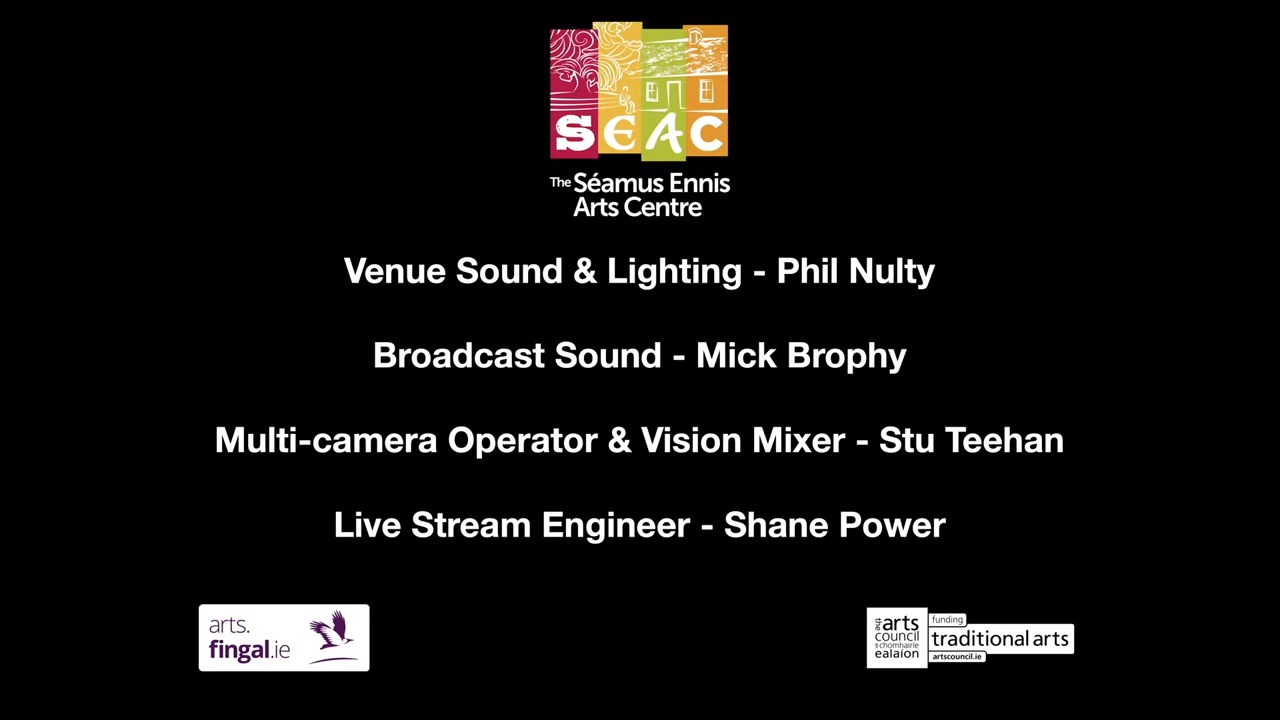 SEAC
The Séamus Ennis
Arts Centre
Venue Sound & Lighting - Phil Nulty
Broadcast Sound - Mick Brophy
Multi-camera Operator & Vision Mixer - Stu Teehan
Live Stream Engineer - Shane Power
arts.
fingal.ie
the arts
council
an chomhairle
ealaíon
funding
traditional arts
artscouncil.ie